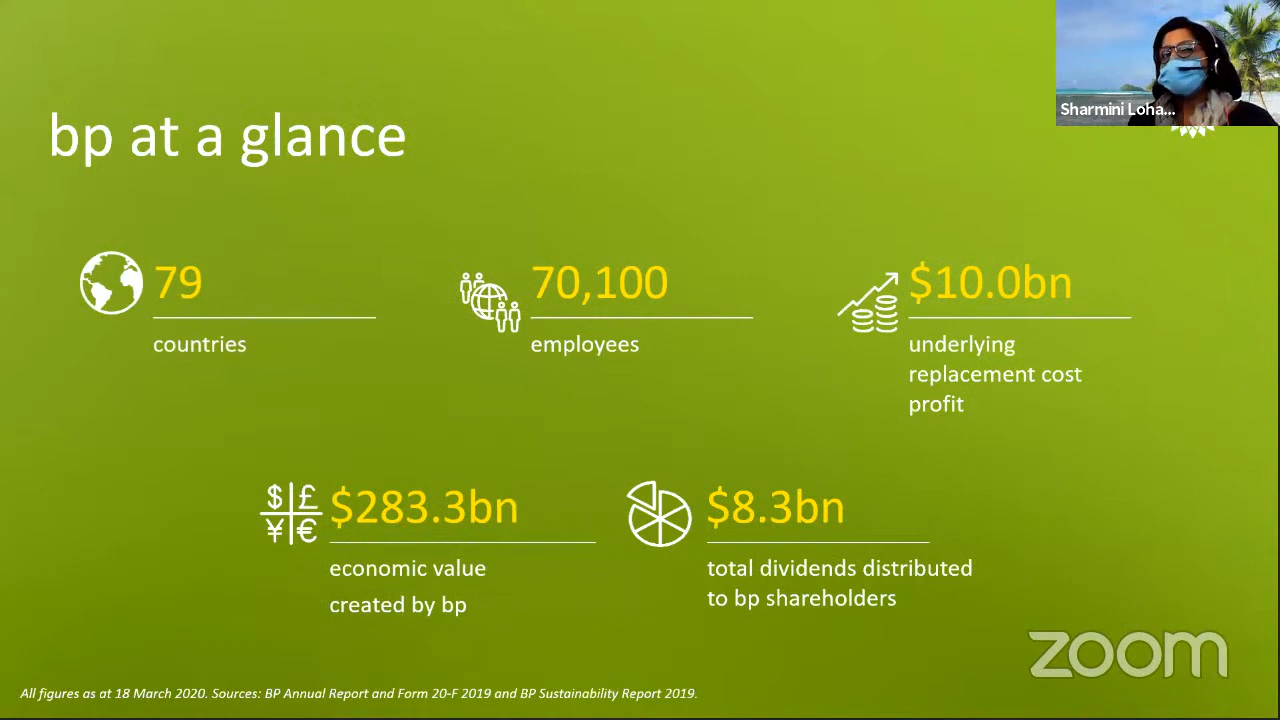 Sharmini Loha...
bp at a glance
79
countries
70,100
employees
$10.0bn
underlying
replacement cost
profit
$|£
¥|€
$283.3bn
economic value
created by bp
$8.3bn
total dividends distributed
to bp shareholders
zoom
All figures as at 18 March 2020. Sources: BP Annual Report and Form 20-F 2019 and BP Sustainability Report 2019.